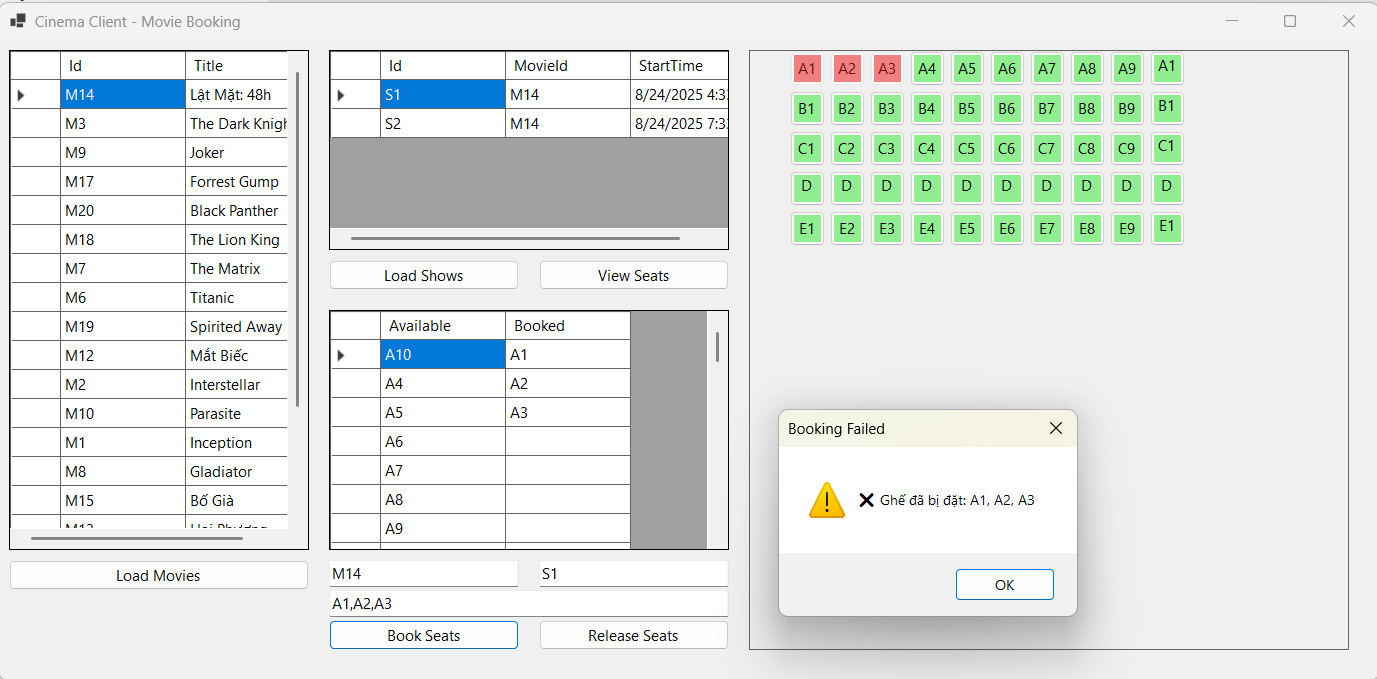 Cinema Client - Movie Booking
Id Title
M14 Lật Mặt: 48h
M3 The Dark Knigh
M9 Joker
M17 Forrest Gump
M20 Black Panther
M18 The Lion King
M7 The Matrix
M6 Titanic
M19 Spirited Away
M12 Mắt Biếc
M2 Interstellar
M10 Parasite
M1 Inception
M8 Gladiator
M15 Bố Già
Load Movies
Id MovieId StartTime
S1 M14 8/24/2025 4:3
S2 M14 8/24/2025 7:3
Load Shows View Seats
Available Booked
A10 A1
A4 A2
A5 A3
A6
A7
A8
A9
M14 S1
A1,A2,A3
Book Seats Release Seats
A1 A2 A3 A4 A5 A6 A7 A8 A9 A1
B1 B2 B3 B4 B5 B6 B7 B8 B9 B1
C1 C2 C3 C4 C5 C6 C7 C8 C9 C1
D D D D D D D D D D
E1 E2 E3 E4 E5 E6 E7 E8 E9 E1
Booking Failed
Ghế đã bị đặt: A1, A2, A3
OK